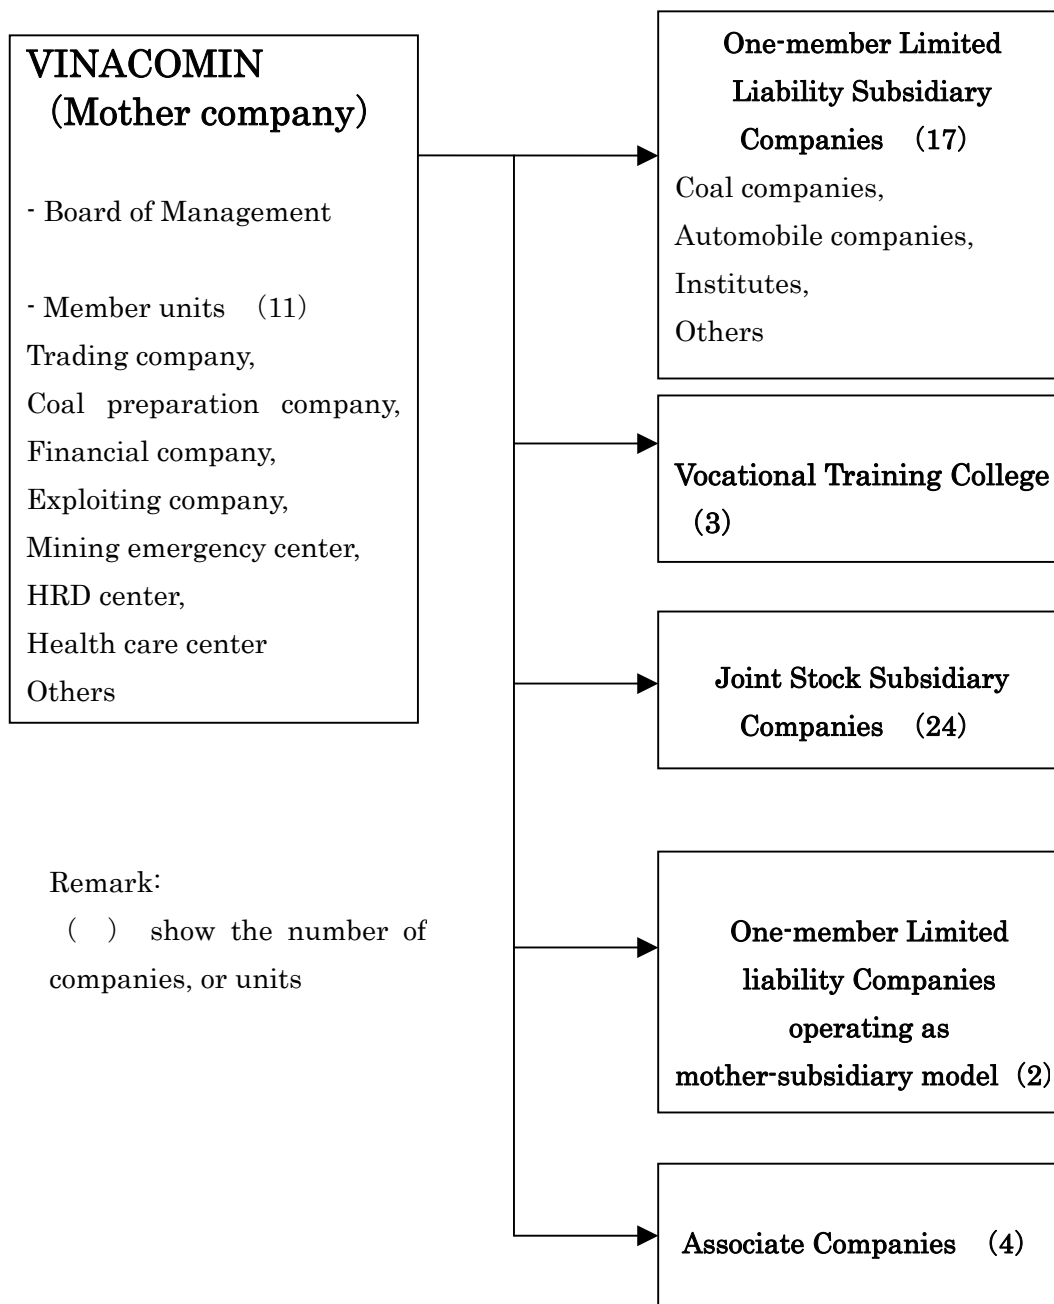 VINACOMIN
（Mother company）
- Board of Management
- Member units （11）
Trading company,
Coal preparation company,
Financial company,
Exploiting company,
Mining emergency center,
HRD center,
Health care center
Others
Remark:
（ ） show the number of
companies, or units
One-member Limited
Liability Subsidiary
Companies （17）
Coal companies,
Automobile companies,
Institutes,
Others
Vocational Training College
（3）
Joint Stock Subsidiary
Companies （24）
One-member Limited
liability Companies
operating as
mother-subsidiary model（2）
Associate Companies （4）